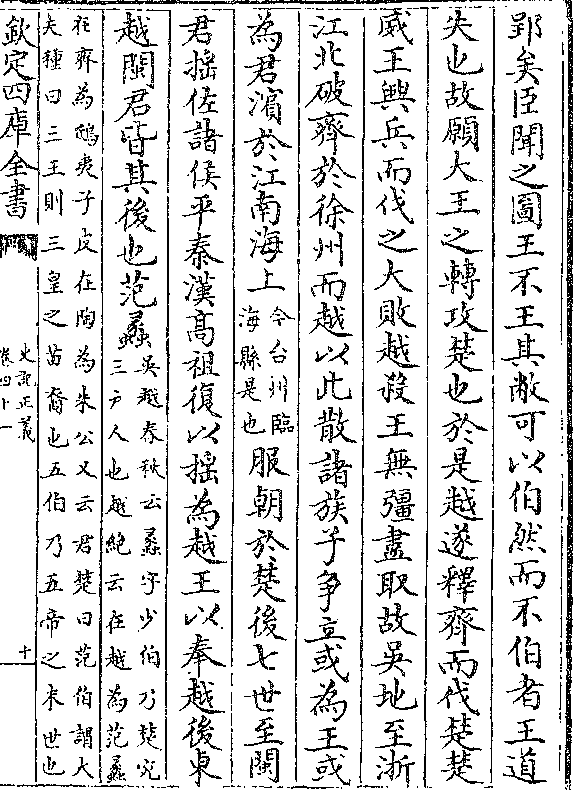 郢矣臣聞之圖王不王其敝可以伯然而不伯者王道
失也故願大王之轉攻楚也於是越遂釋齊而伐楚楚
威王興兵而伐之大敗越殺王無彊盡取故吳地至浙
江北破齊於徐州而越以此散諸族子爭立或為王或
為君濱於江南海上今台州臨海縣是也服朝於楚後七世至閩
君揺佐諸侯平秦漢髙祖復以揺為越王以奉越後東
越閩君皆其後也范蠡吳越春秋云蠡字少伯乃楚宛三户人也越絶云在越為范蠡
在齊為鴟夷子皮在陶為朱公又云居楚曰范伯謂大
夫種曰三王則三皇之苗裔也五伯乃五帝之末世也
欽定四庫全書
史記正義
卷四十一
十